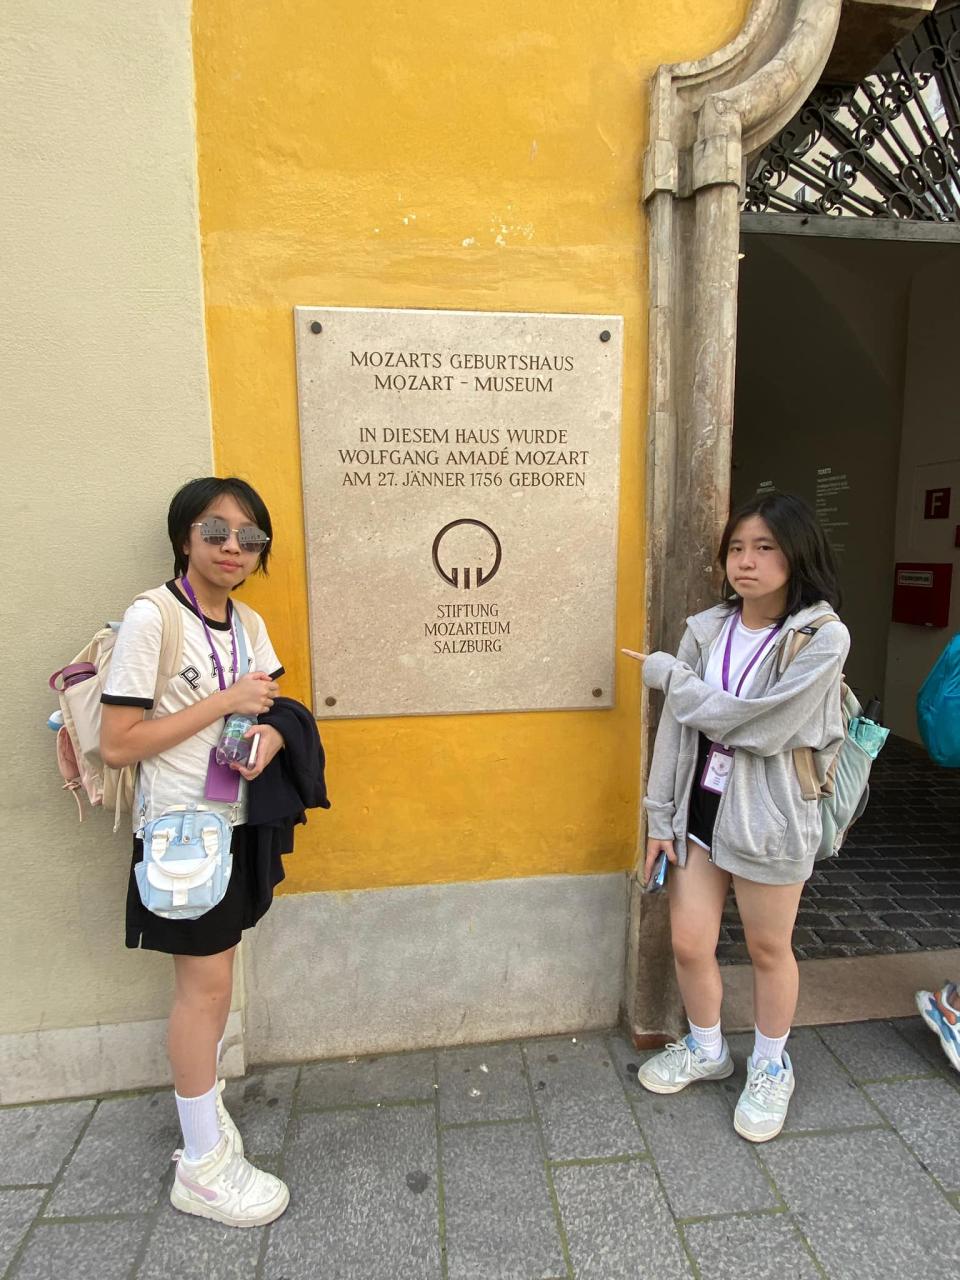 MOZARTS GEBURTSHAUS
MOZART - MUSEUM
IN DIESEM HAUS WURDE
WOLFGANG AMADÉ MOZART
AM 27. JÄNNER 1756 GEBOREN
STIFTUNG
MOZARTEUM
SALZBURG
TICKETS
F